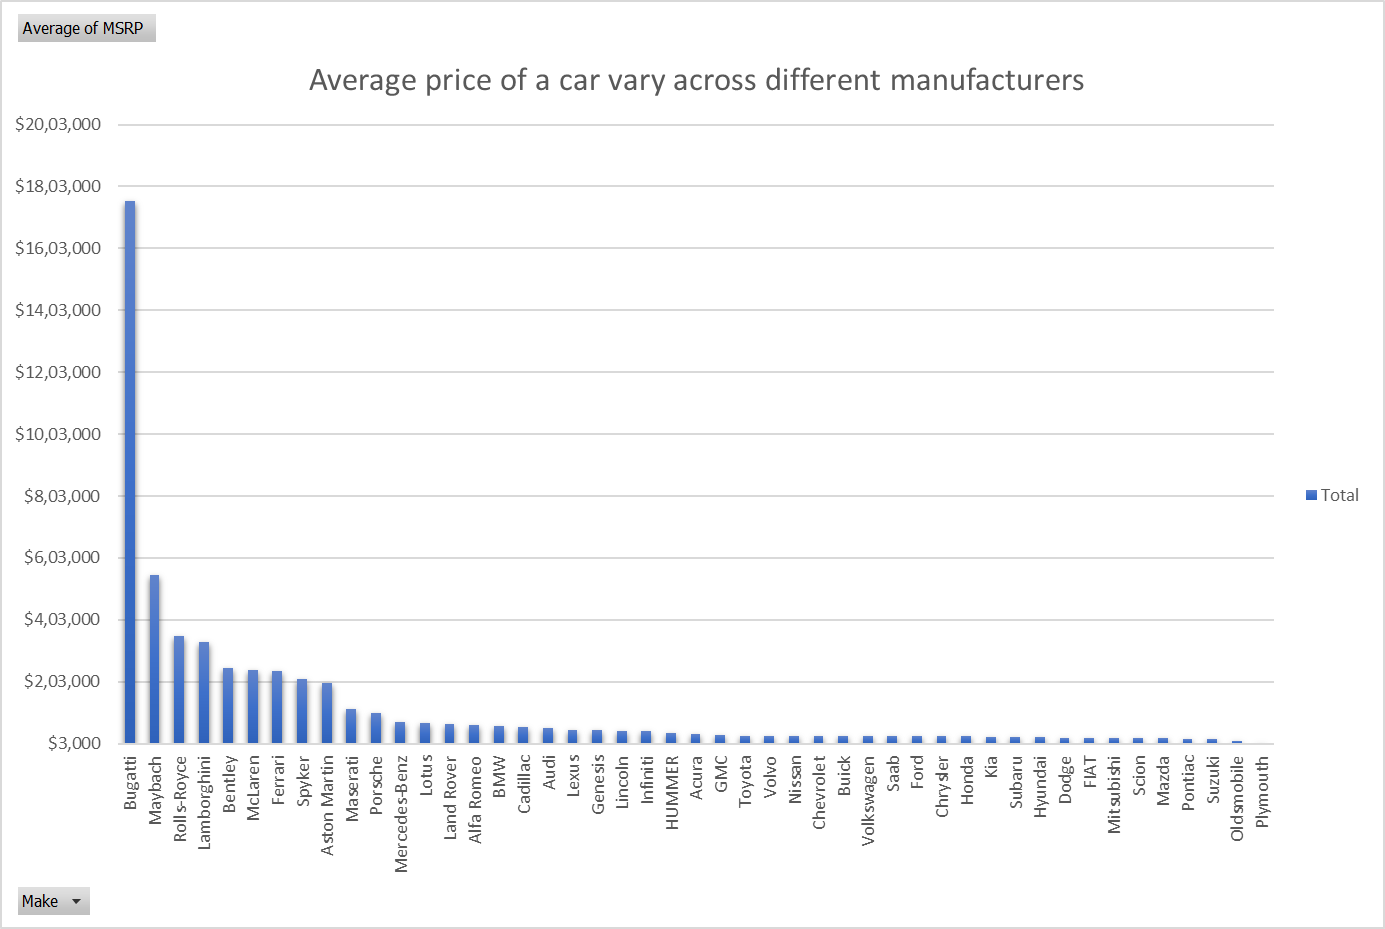 Average of MSRP
Average price of a car vary across different manufacturers
$20,03,000
$18,03,000
$16,03,000
$14,03,000
$12,03,000
$10,03,000
$8,03,000
$6,03,000
$4,03,000
$2,03,000
$3,000
Total
Bugatti
Maybach
Rolls-Royce
Lamborghini
Bentley
McLaren
Ferrari
Spyker
Aston Martin
Maserati
Porsche
Mercedes-Benz
Lotus
Land Rover
Alfa Romeo
BMW
Cadillac
Audi
Lexus
Genesis
Lincoln
Infiniti
HUMMER
Acura
GMC
Toyota
Volvo
Nissan
Chevrolet
Buick
Volkswagen
Saab
Ford
Chrysler
Honda
Kia
Subaru
Hyundai
Dodge
FIAT
Mitsubishi
Scion
Mazda
Pontiac
Suzuki
Oldsmobile
Plymouth
Make